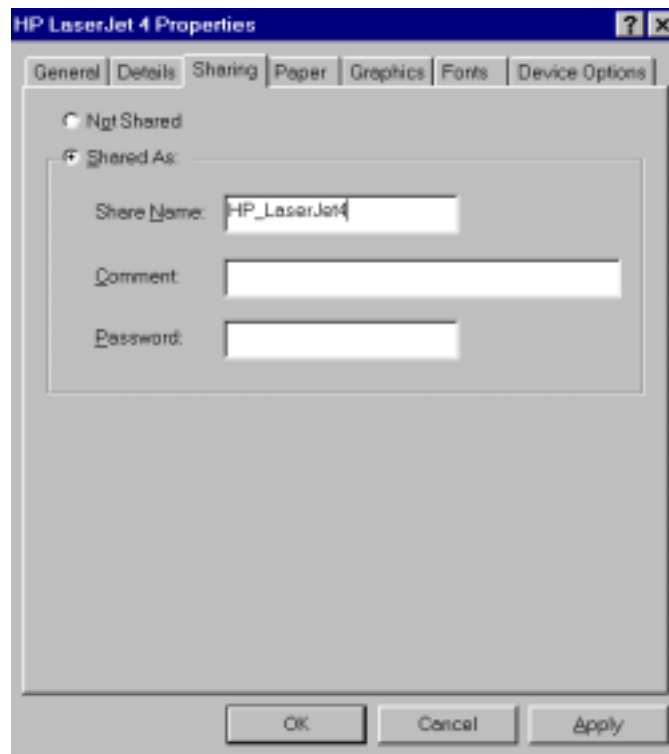 HP LaserJet 4 Properties
General Details Sharing Paper Graphics Fonts Device Options
Not Shared
Shared As:
Share Name: HP_LaserJet4
Comment:
Password:
OK Cancel Apply